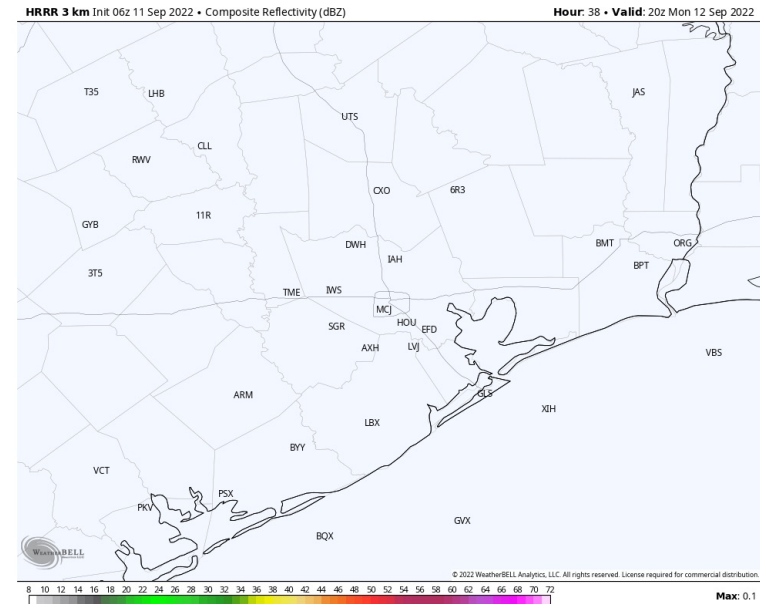 HRRR 3 km Init 06z 11 Sep 2022 • Composite Reflectivity (dBZ)
Hour: 38 • Valid: 20z Mon 12 Sep 2022
T35
LHB
JAS
UTS
CLL
RWV
CXO
6R3
11R
GYB
DWH
BMT
ORG
IAH
BPT
3T5
TME
IWS
MCJ
SGR
HOU
EFD
AXH
LVJ
VBS
ARM
GLS
XIH
LBX
BYY
VCT
PSX
PKV
GVX
BQX
WeatherBELL
© 2022 WeatherBELL Analytics, LLC. All rights reserved. License required for commercial distribution.
8 10 12 14 16 18 20 22 24 26 28 30 32 34 36 38 40 42 44 46 48 50 52 54 56 58 60 62 64 66 68 70 72
Max: 0.1